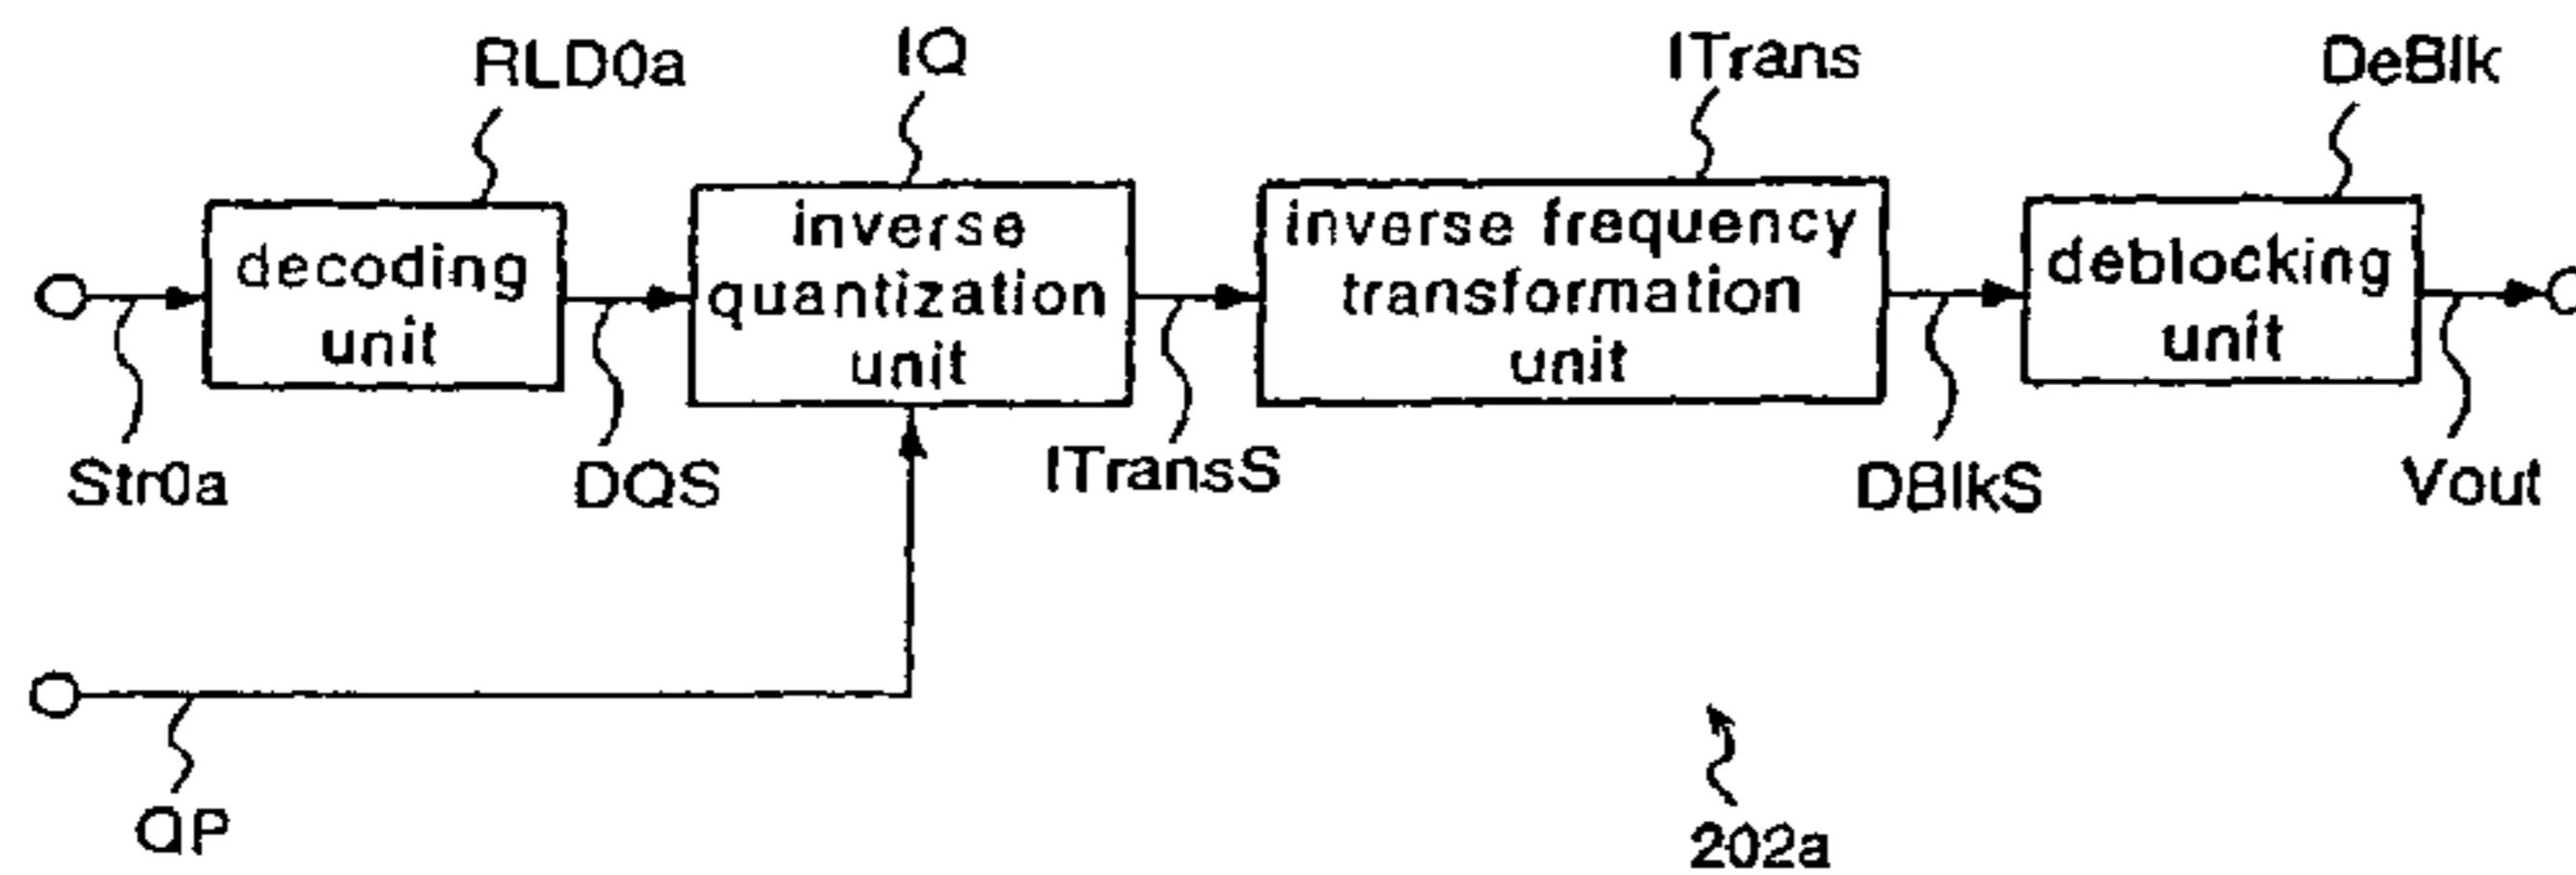 RLD0a
IQ
ITrans
DeBlk
decoding
unit
inverse
quantization
unit
inverse frequency
transformation
unit
deblocking
unit
Str0a
DQS
ITransS
DBlkS
Vout
QP
202a